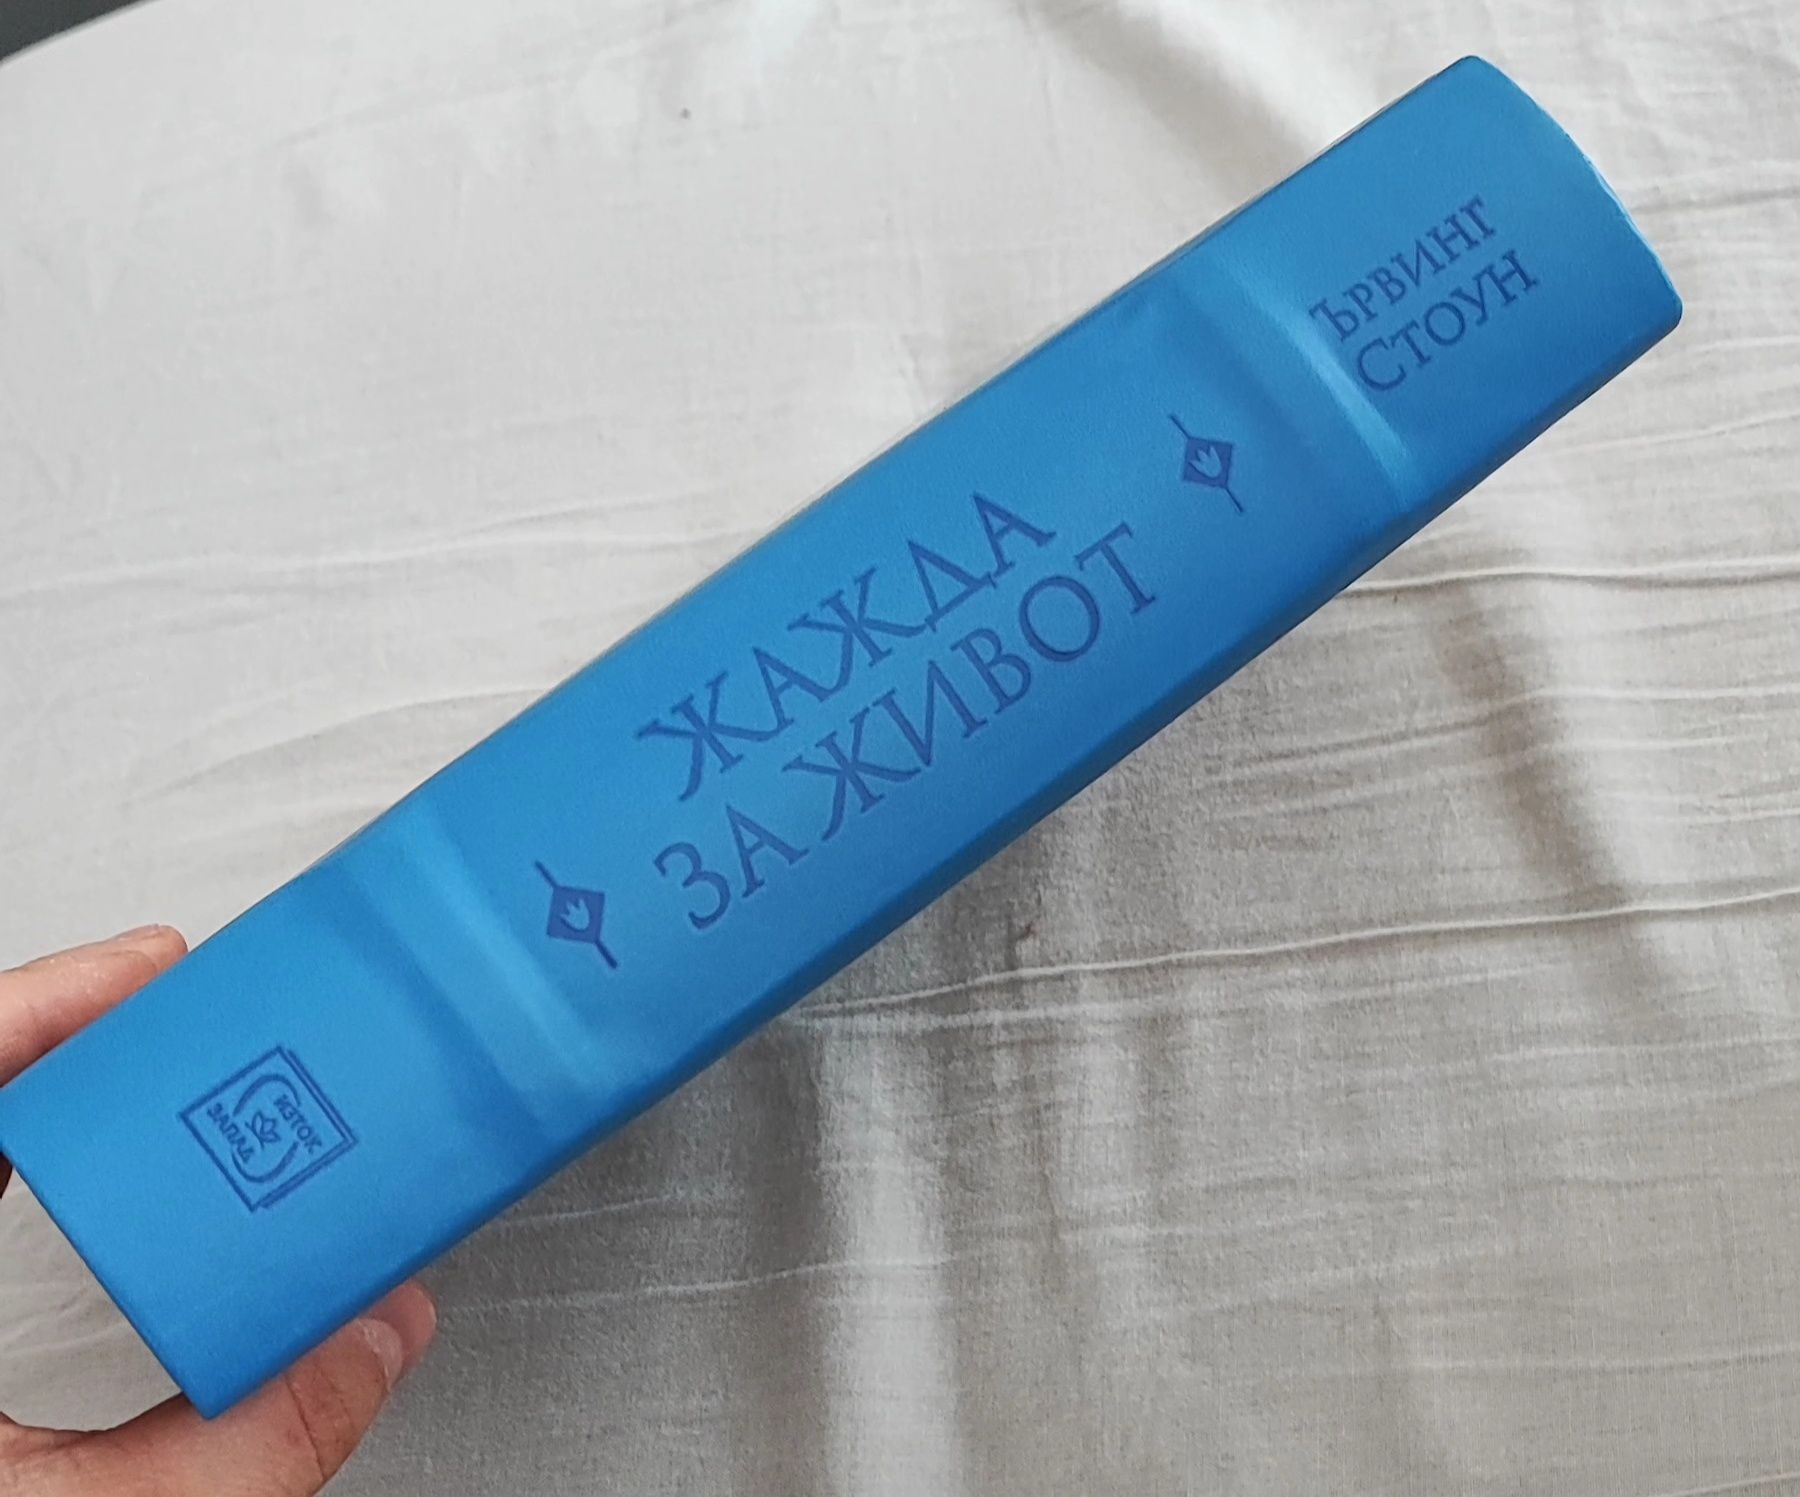 ЪРВИНГ
СТОУН
ЖАЖДА
ЗА ЖИВОТ
ИЗТОК
ЗАПАД